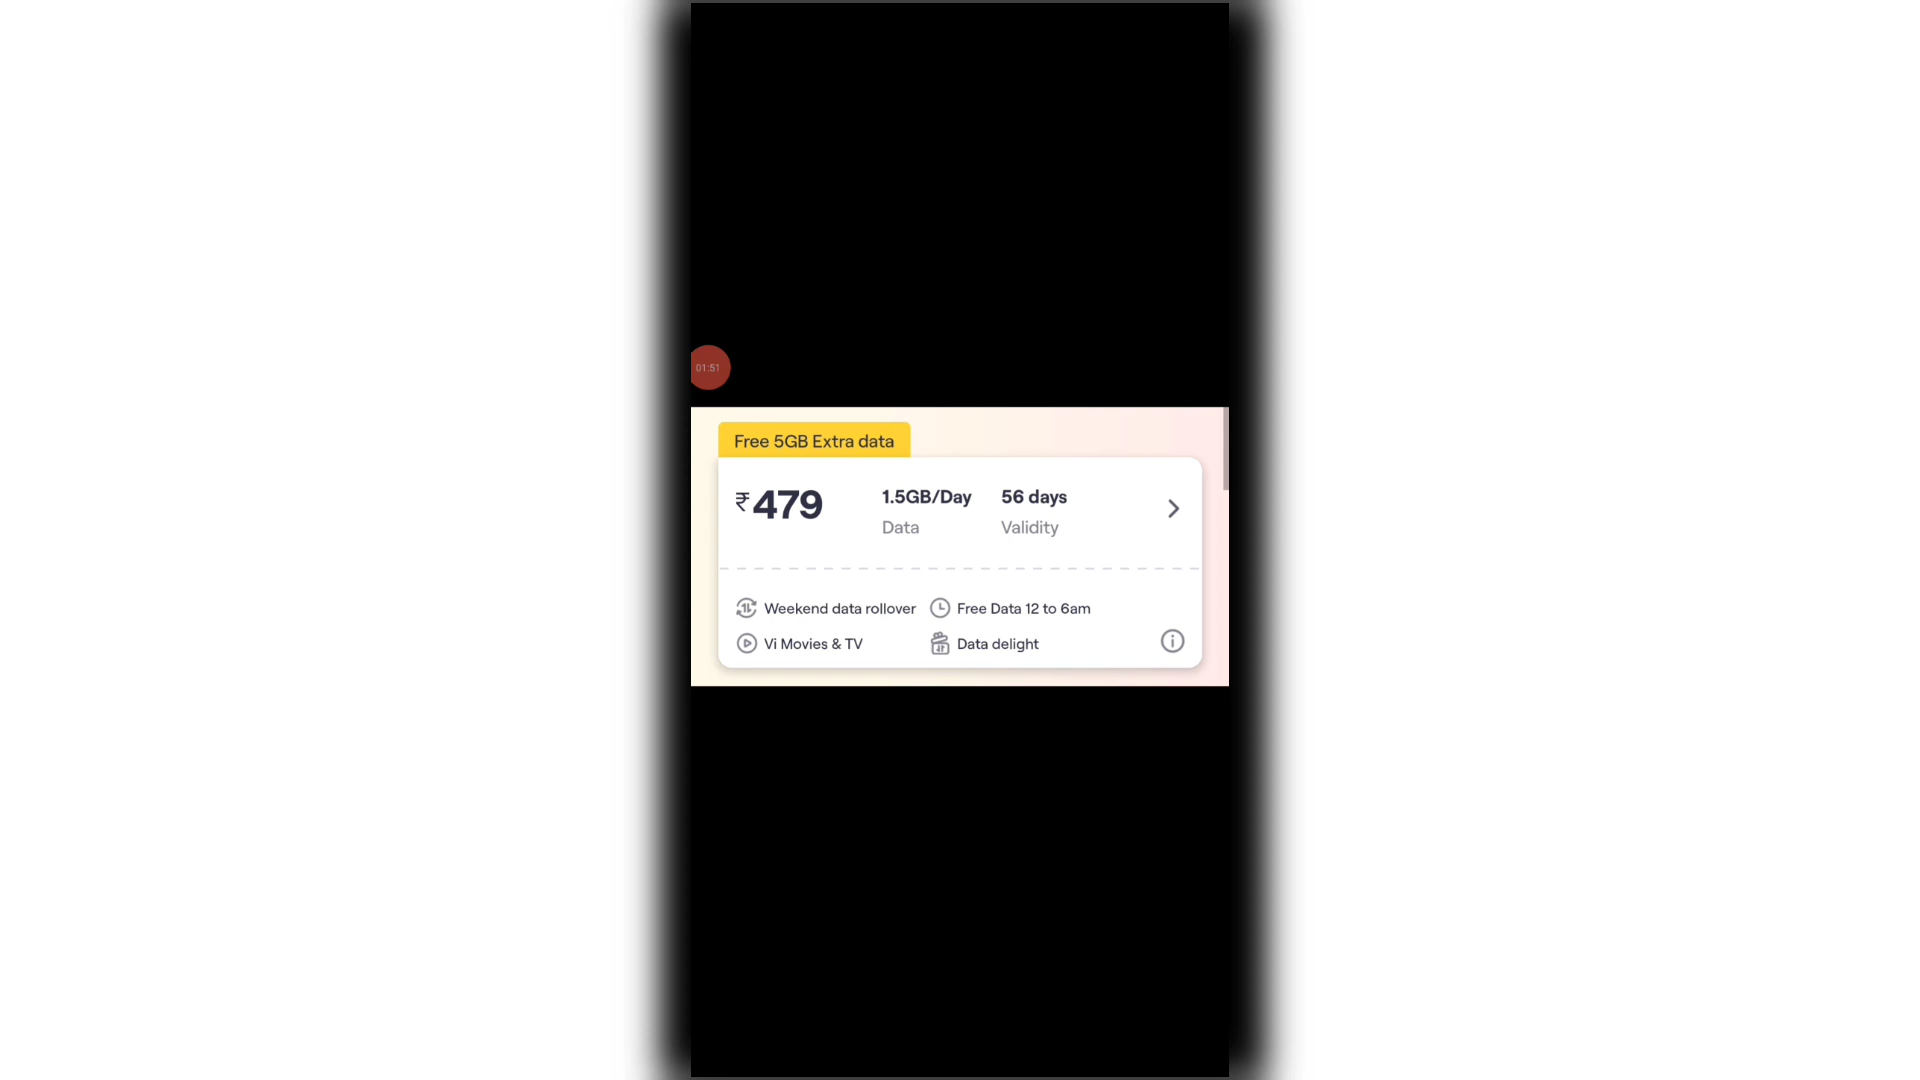 01:51
Free 5GB Extra data
₹479 1.5GB/Day 56 days
Data Validity
Weekend data rollover Free Data 12 to 6am
Vi Movies & TV Data delight